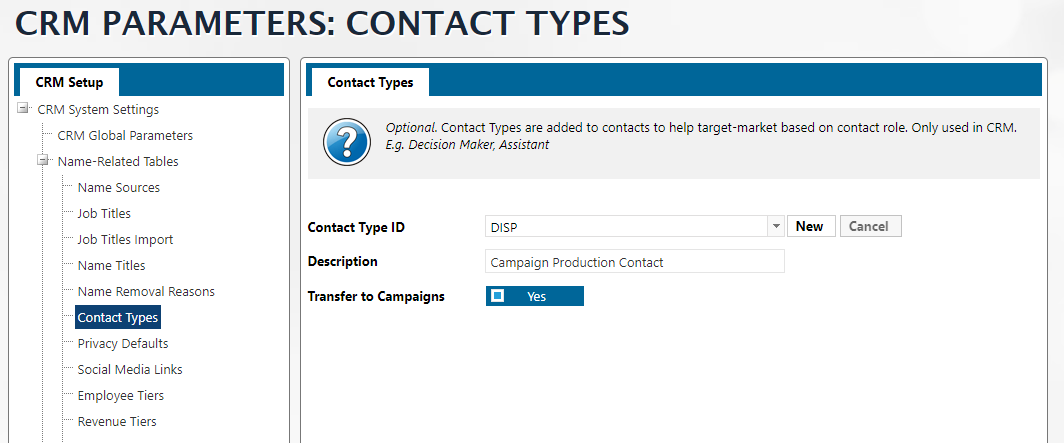 CRM PARAMETERS: CONTACT TYPES
CRM Setup
CRM System Settings
CRM Global Parameters
Name-Related Tables
Name Sources
Job Titles
Job Titles Import
Name Titles
Name Removal Reasons
Contact Types
Privacy Defaults
Social Media Links
Employee Tiers
Revenue Tiers
Contact Types
Optional. Contact Types are added to contacts to help target-market based on contact role. Only used in CRM.
E.g. Decision Maker, Assistant
Contact Type ID DISP New Cancel
Description Campaign Production Contact
Transfer to Campaigns Yes